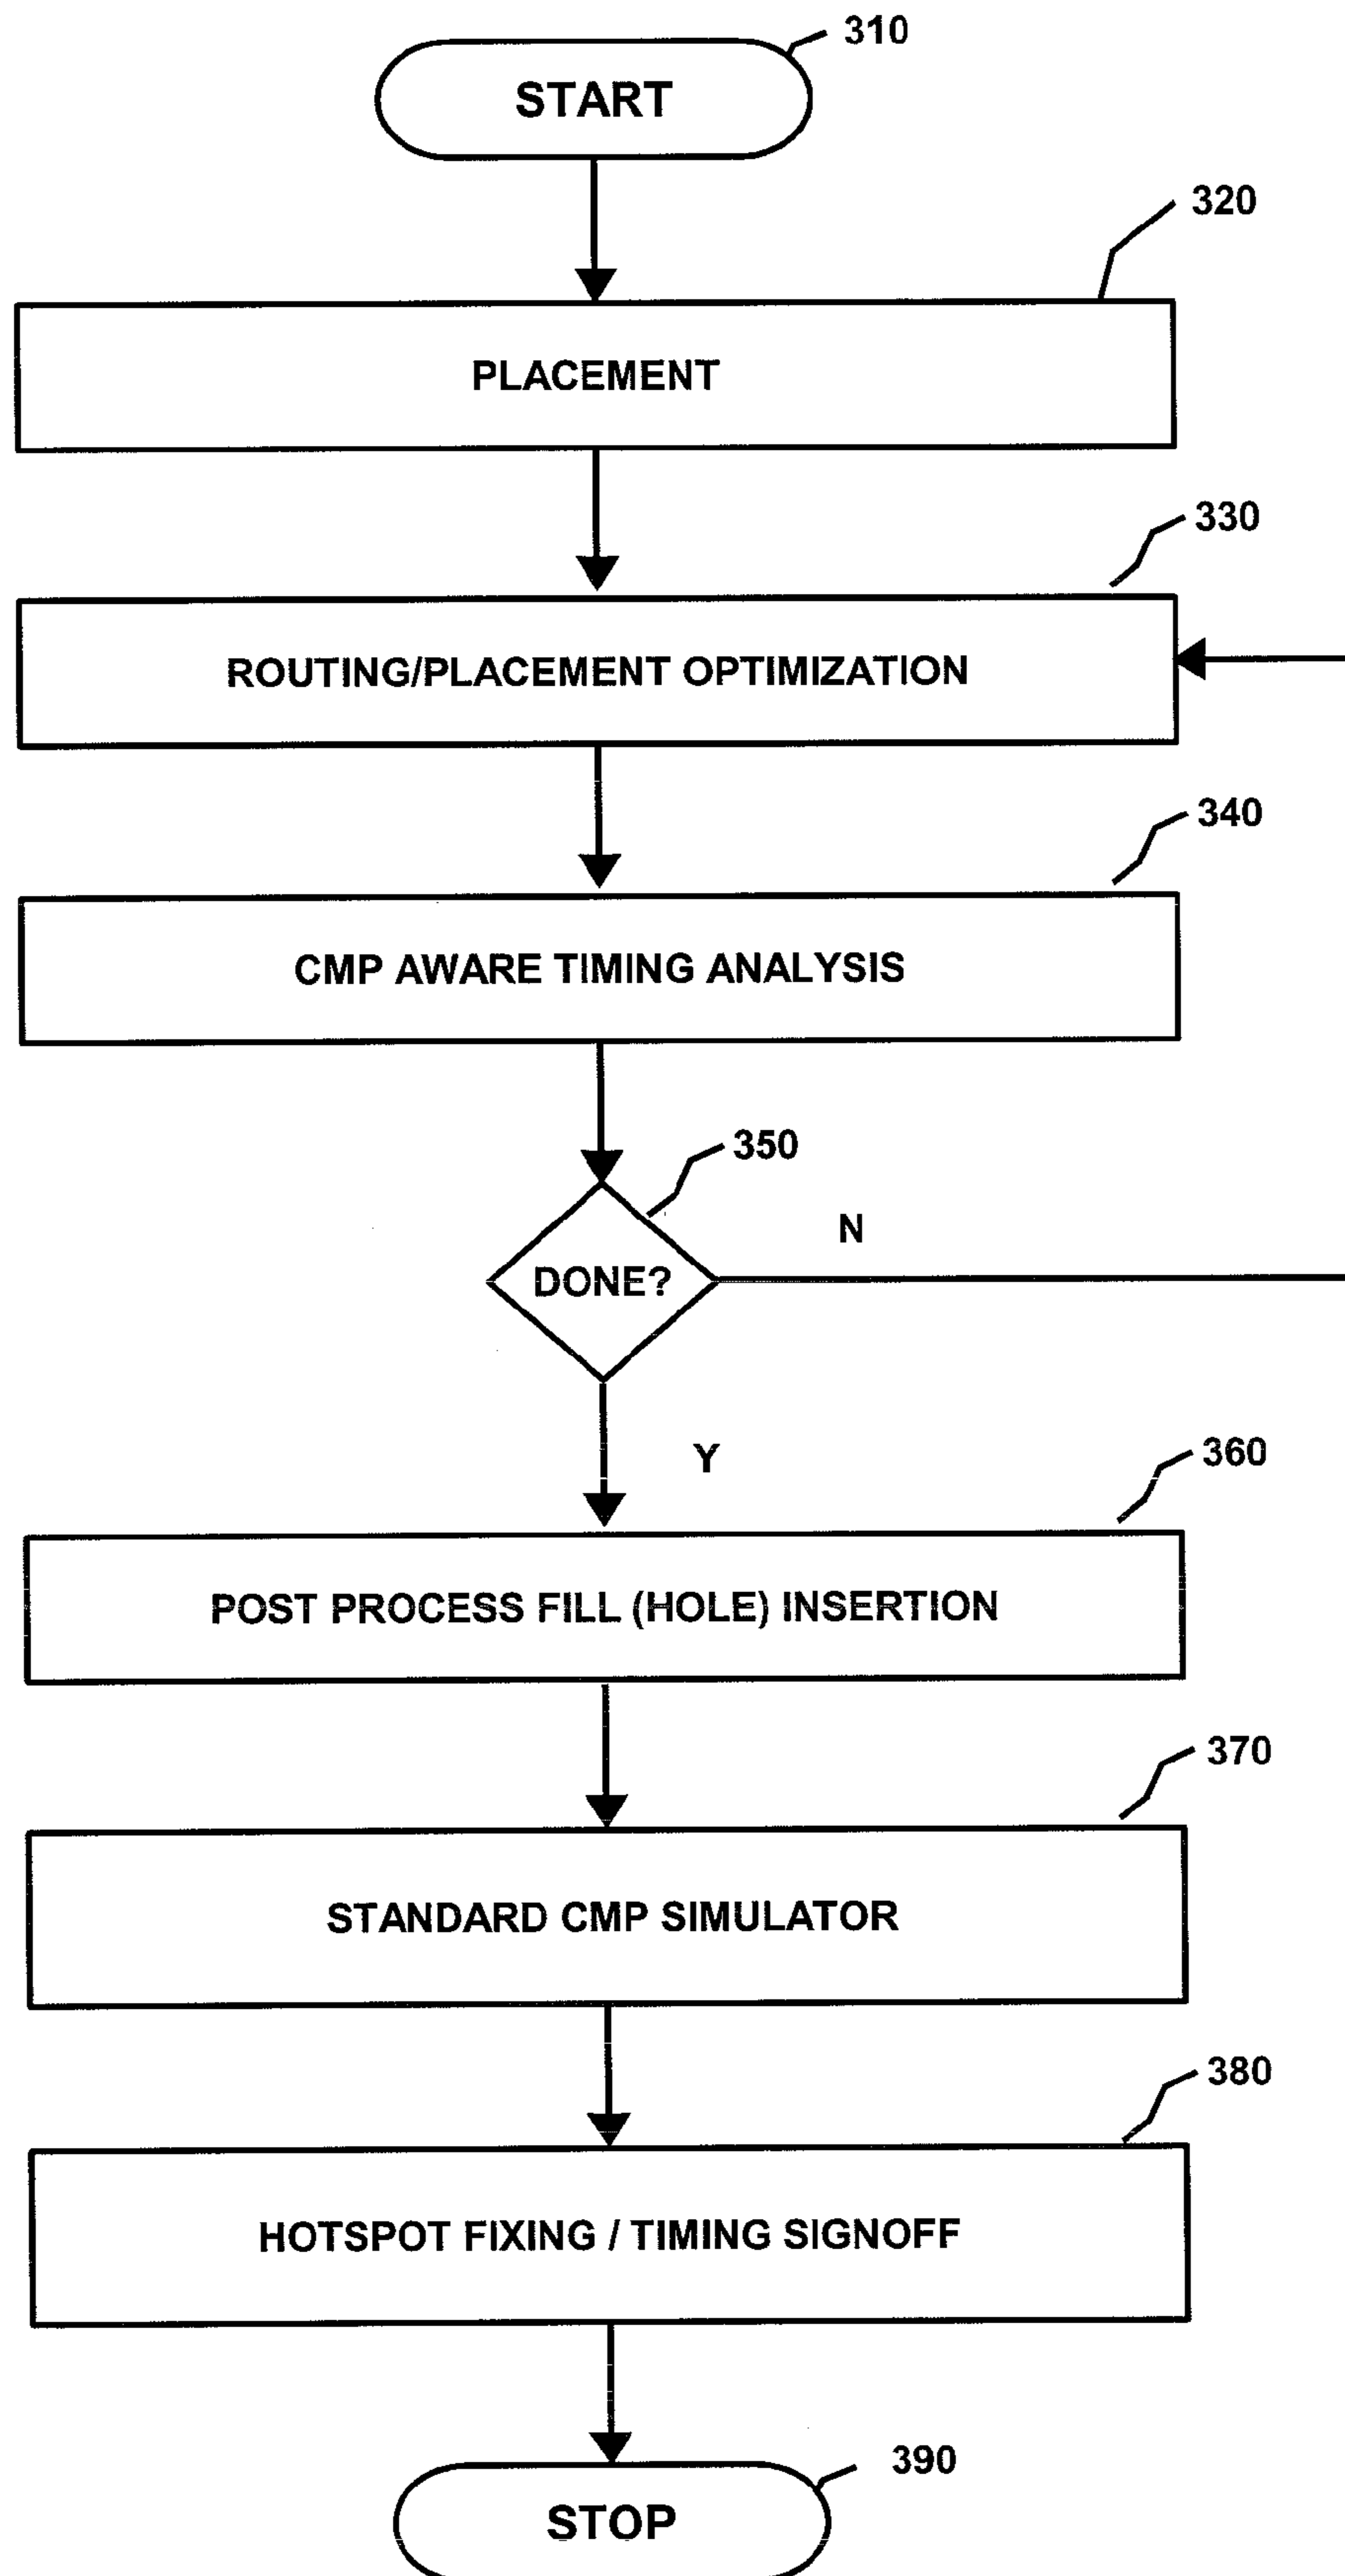 310
START
320
PLACEMENT
330
ROUTING/PLACEMENT OPTIMIZATION
340
CMP AWARE TIMING ANALYSIS
350
N
DONE?
Y
360
POST PROCESS FILL (HOLE) INSERTION
370
STANDARD CMP SIMULATOR
380
HOTSPOT FIXING / TIMING SIGNOFF
390
STOP